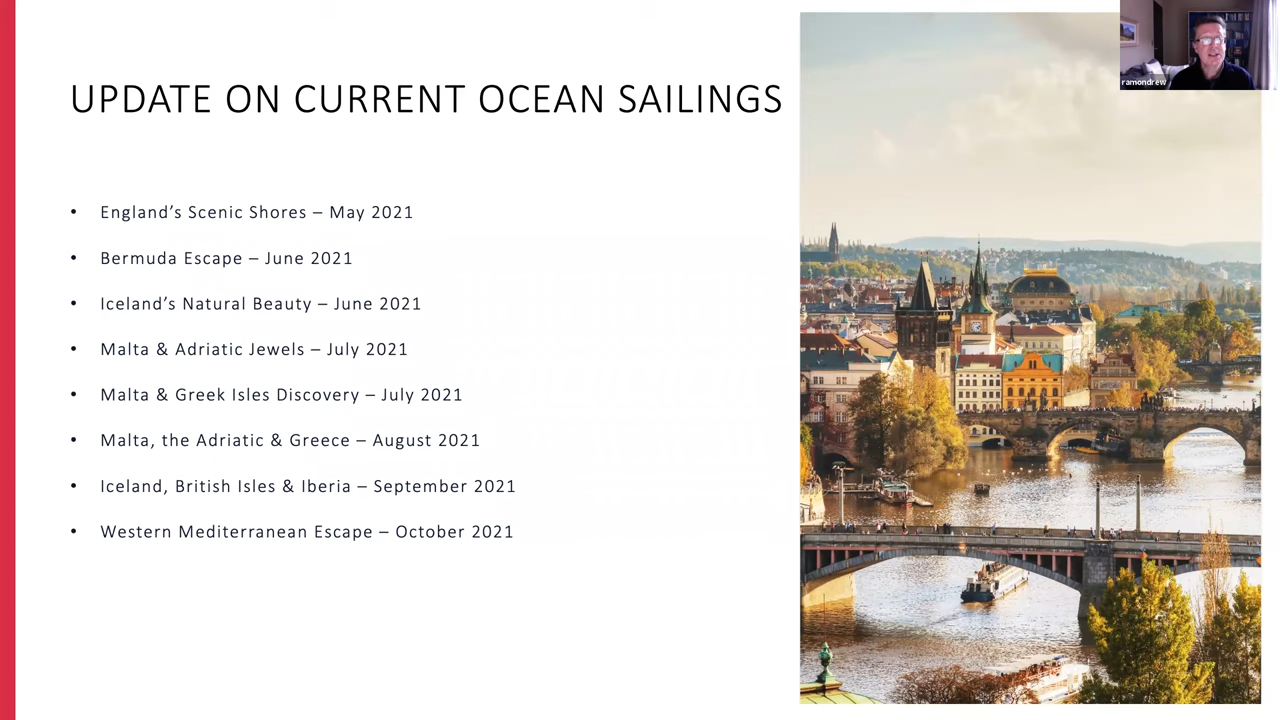 UPDATE ON CURRENT OCEAN SAILINGS
• England’s Scenic Shores – May 2021
• Bermuda Escape – June 2021
• Iceland’s Natural Beauty – June 2021
• Malta & Adriatic Jewels – July 2021
• Malta & Greek Isles Discovery – July 2021
• Malta, the Adriatic & Greece – August 2021
• Iceland, British Isles & Iberia – September 2021
• Western Mediterranean Escape – October 2021
ramondrew